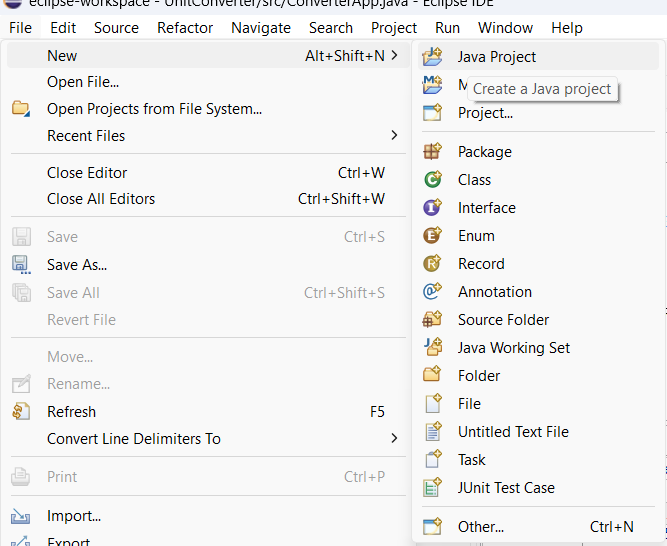 eclipse-workspace - UnitConverter/src/ConverterApp.java - Eclipse IDE
File Edit Source Refactor Navigate Search Project Run Window Help
New Alt+Shift+N
Open File...
Open Projects from File System...
Recent Files
Close Editor Ctrl+W
Close All Editors Ctrl+Shift+W
Save Ctrl+S
Save As...
Save All Ctrl+Shift+S
Revert File
Move...
Rename...
Refresh F5
Convert Line Delimiters To
Print Ctrl+P
Import...
Export
Java Project
M
Create a Java project
Project...
Package
Class
Interface
Enum
Record
Annotation
Source Folder
Java Working Set
Folder
File
Untitled Text File
Task
JUnit Test Case
Other... Ctrl+N